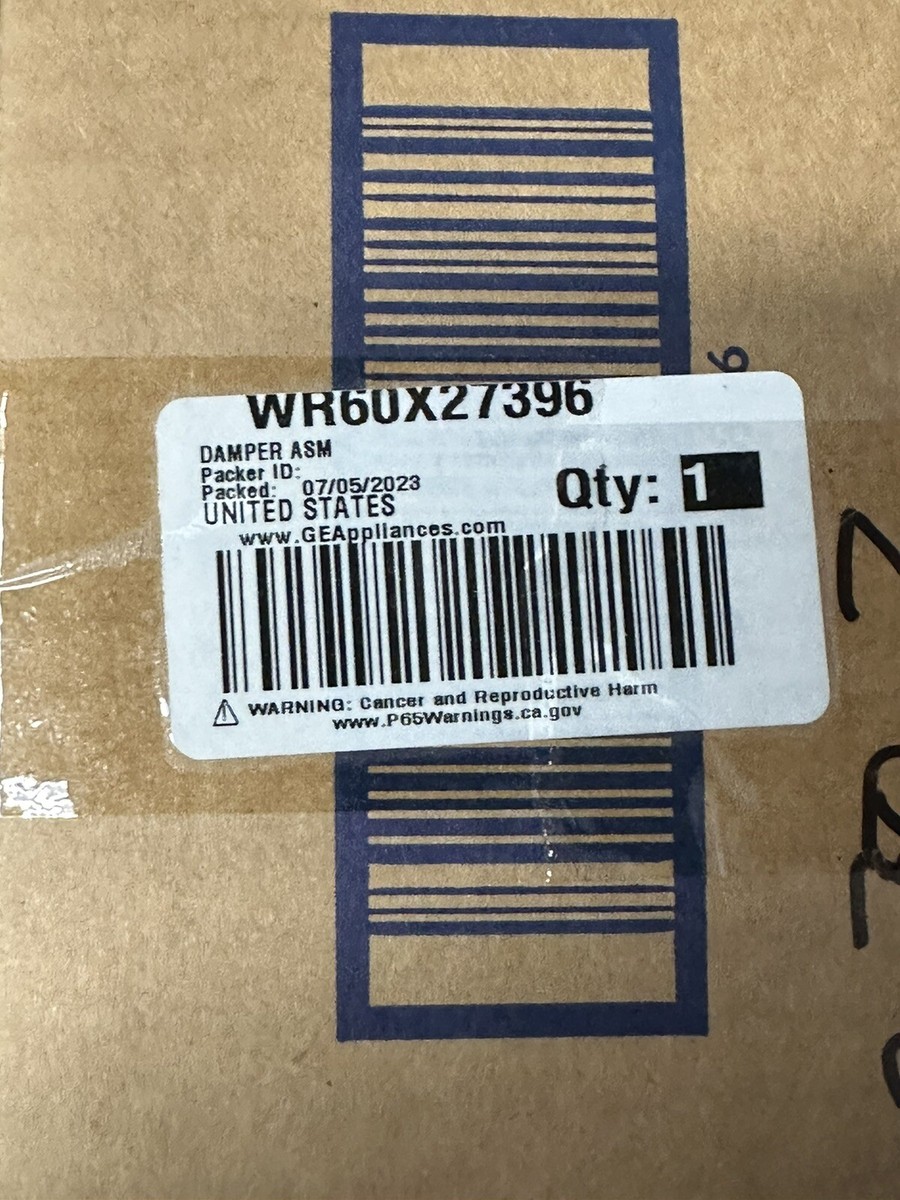 6
WR60X27396
DAMPER ASM
Packer ID:
Packed: 07/05/2023
Qty: 1
UNITED STATES
www.GEAppliances.com
WARNING: Cancer and Reproductive Harm
www.P65Warnings.ca.gov